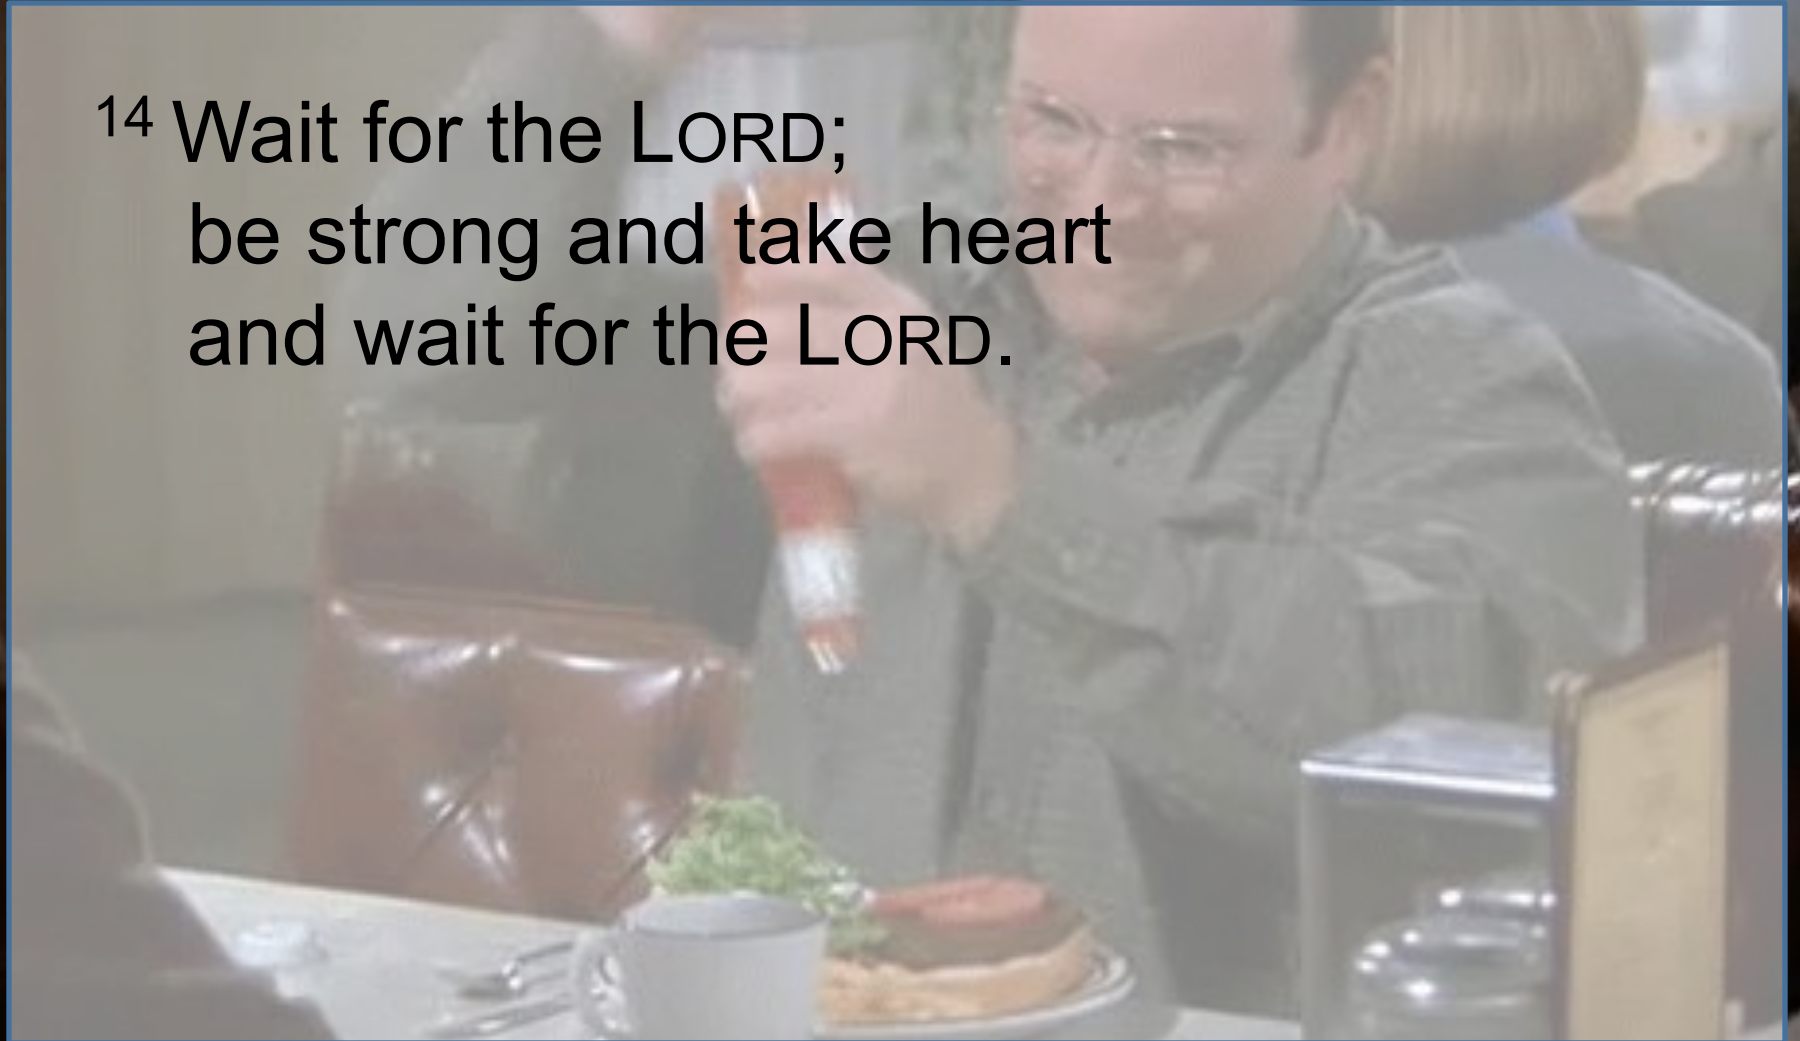 14 Wait for the LORD;
be strong and take heart
and wait for the LORD.